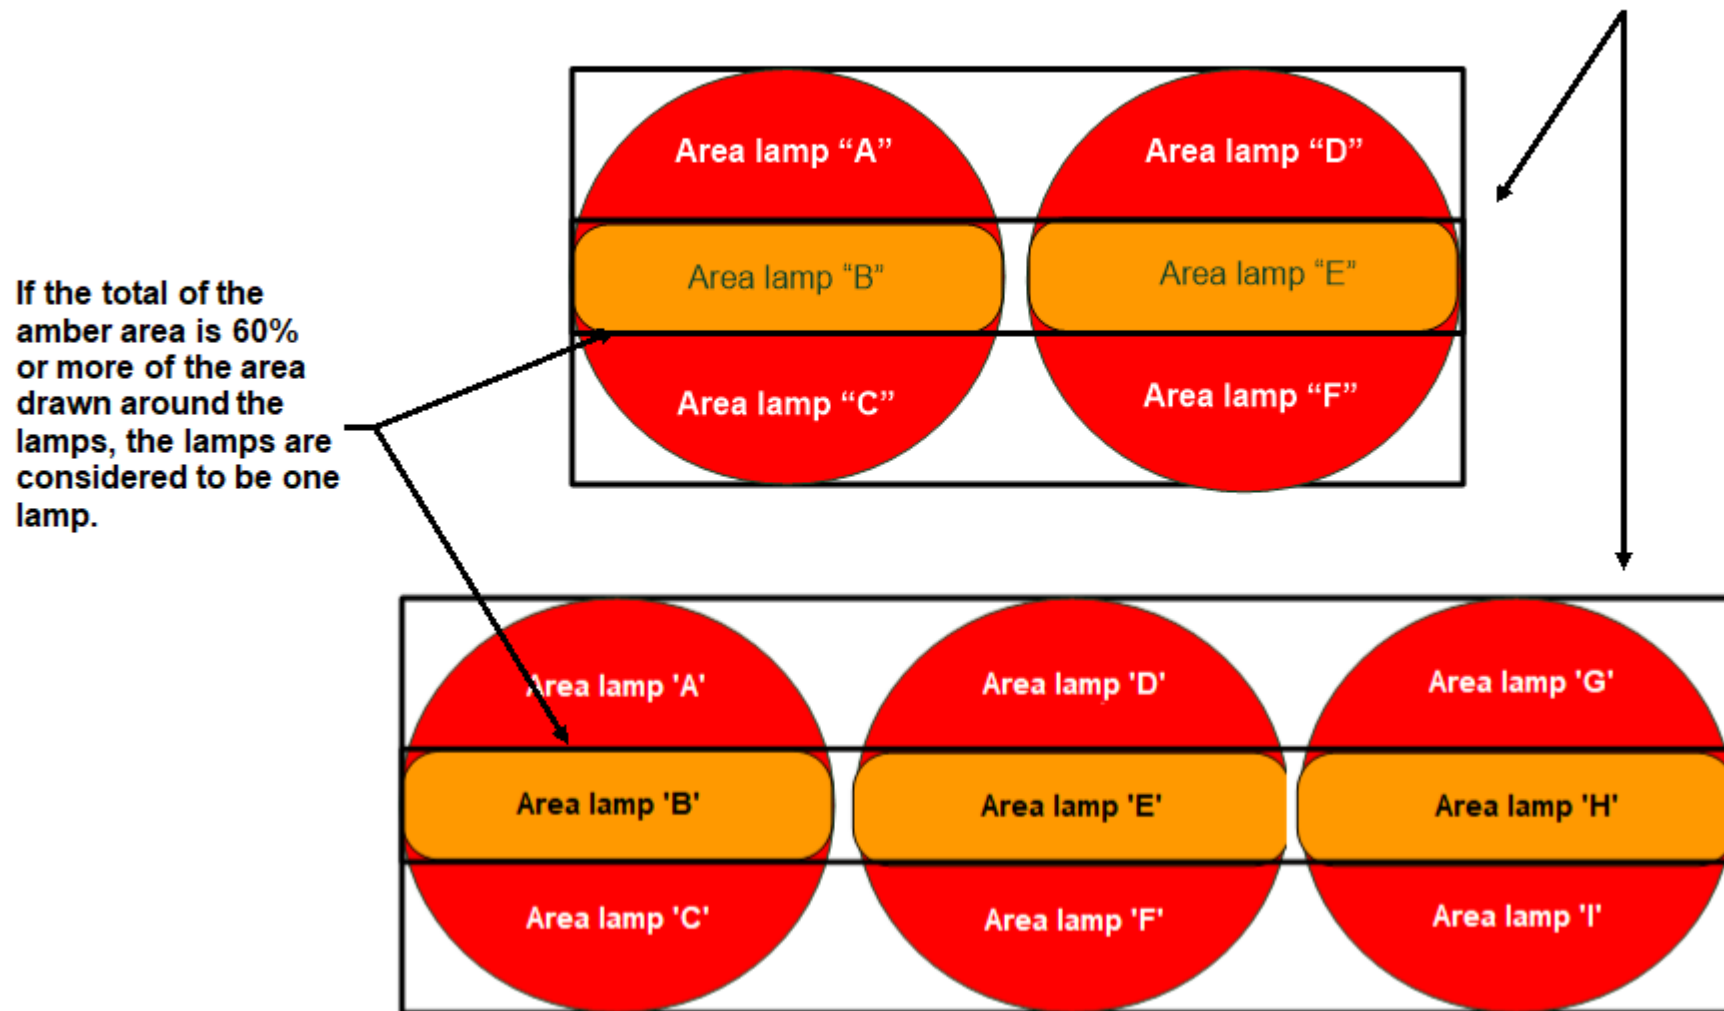 Area lamp “A”
Area lamp “D”
Area lamp “B”
Area lamp “E”
Area lamp “C”
Area lamp “F”
If the total of the
amber area is 60%
or more of the area
drawn around the
lamps, the lamps are
considered to be one
lamp.
Area lamp 'A'
Area lamp 'D'
Area lamp 'G'
Area lamp 'B'
Area lamp 'E'
Area lamp 'H'
Area lamp 'C'
Area lamp 'F'
Area lamp 'I'